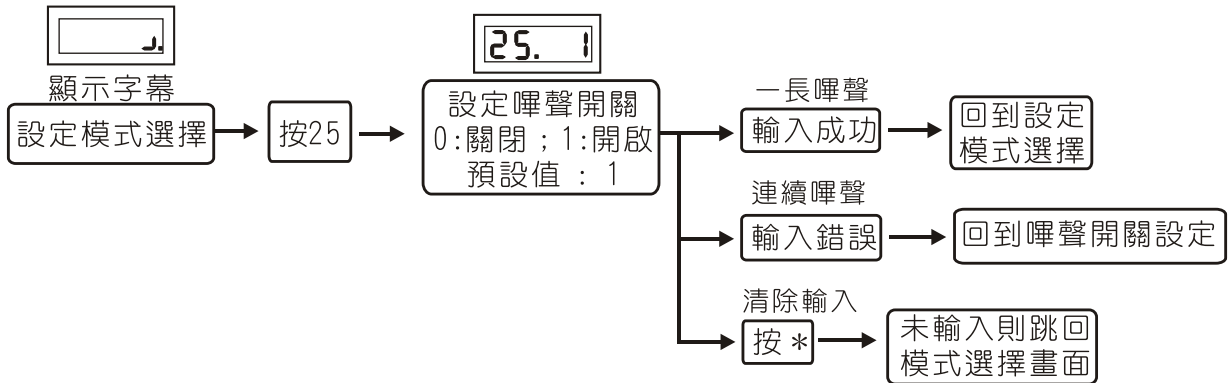 顯示字幕
設定模式選擇
按25
25. 1
設定嗶聲開關
0:關閉;1:開啟
預設值：1
一長嗶聲
輸入成功
回到設定
模式選擇
連續嗶聲
輸入錯誤
回到嗶聲開關設定
清除輸入
按*
未輸入則跳回
模式選擇畫面